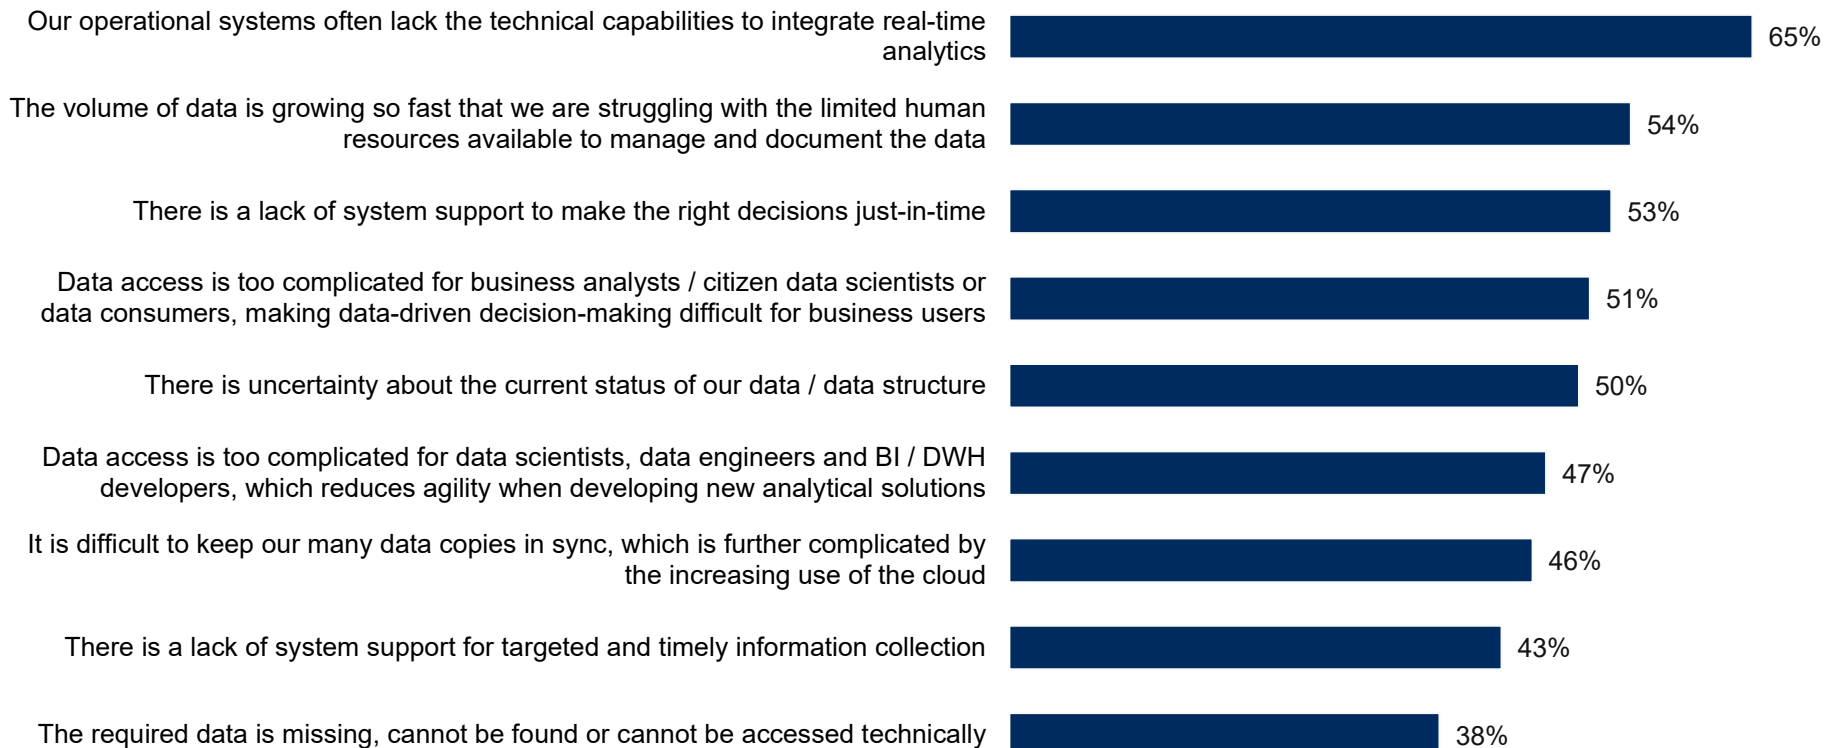 Our operational systems often lack the technical capabilities to integrate real-time
analytics
65%
The volume of data is growing so fast that we are struggling with the limited human
resources available to manage and document the data
54%
There is a lack of system support to make the right decisions just-in-time
53%
Data access is too complicated for business analysts / citizen data scientists or
data consumers, making data-driven decision-making difficult for business users
51%
There is uncertainty about the current status of our data / data structure
50%
Data access is too complicated for data scientists, data engineers and BI / DWH
developers, which reduces agility when developing new analytical solutions
47%
It is difficult to keep our many data copies in sync, which is further complicated by
the increasing use of the cloud
46%
There is a lack of system support for targeted and timely information collection
43%
The required data is missing, cannot be found or cannot be accessed technically
38%